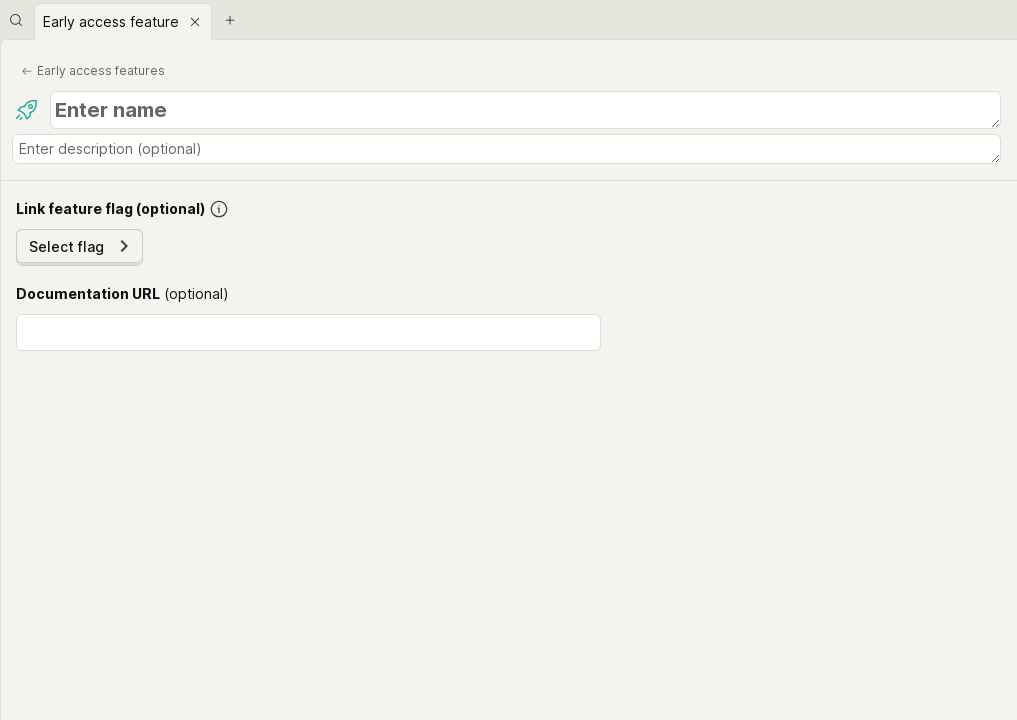 Early access feature
Early access features
Enter name
Enter description (optional)
Link feature flag (optional)
Select flag
Documentation URL (optional)